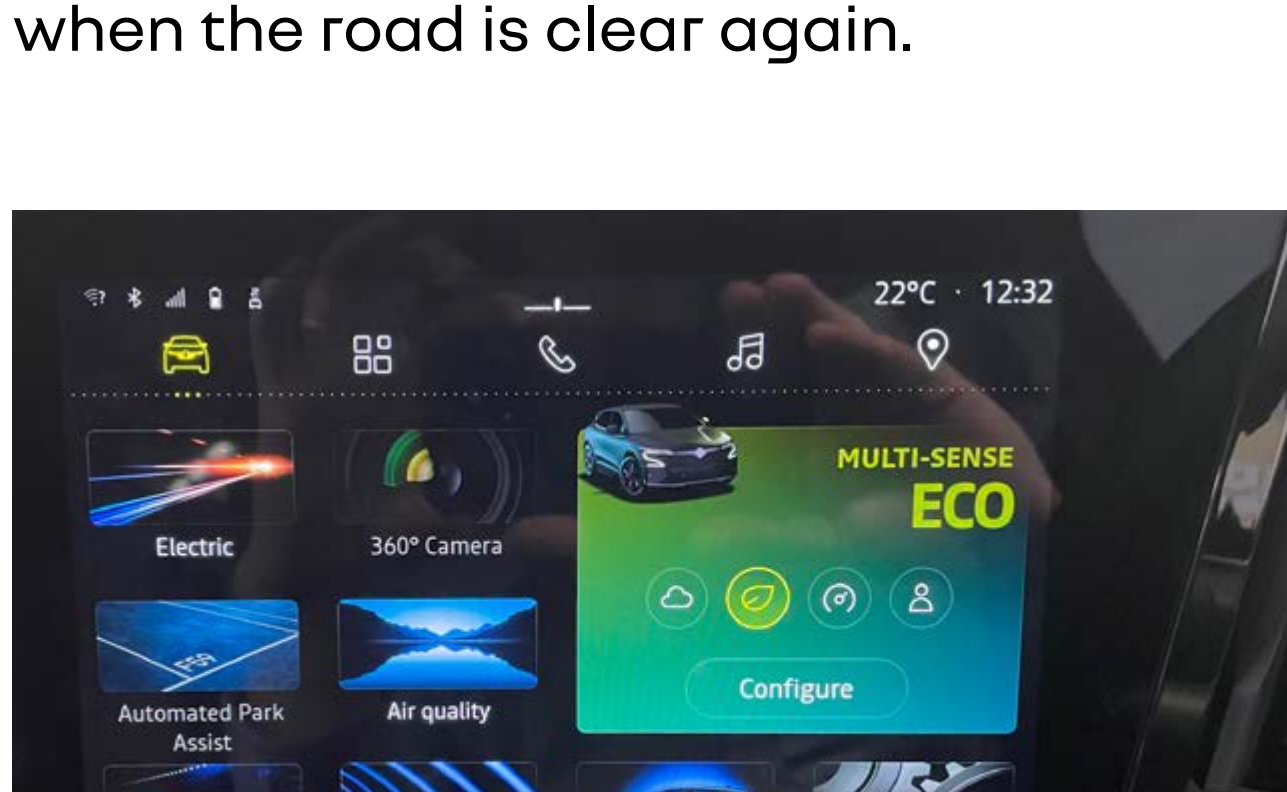 when the road is clear again.
22°C · 12:32
MULTI-SENSE
ECO
Electric
360° Camera
F59
Configure
Automated Park
Assist
Air quality